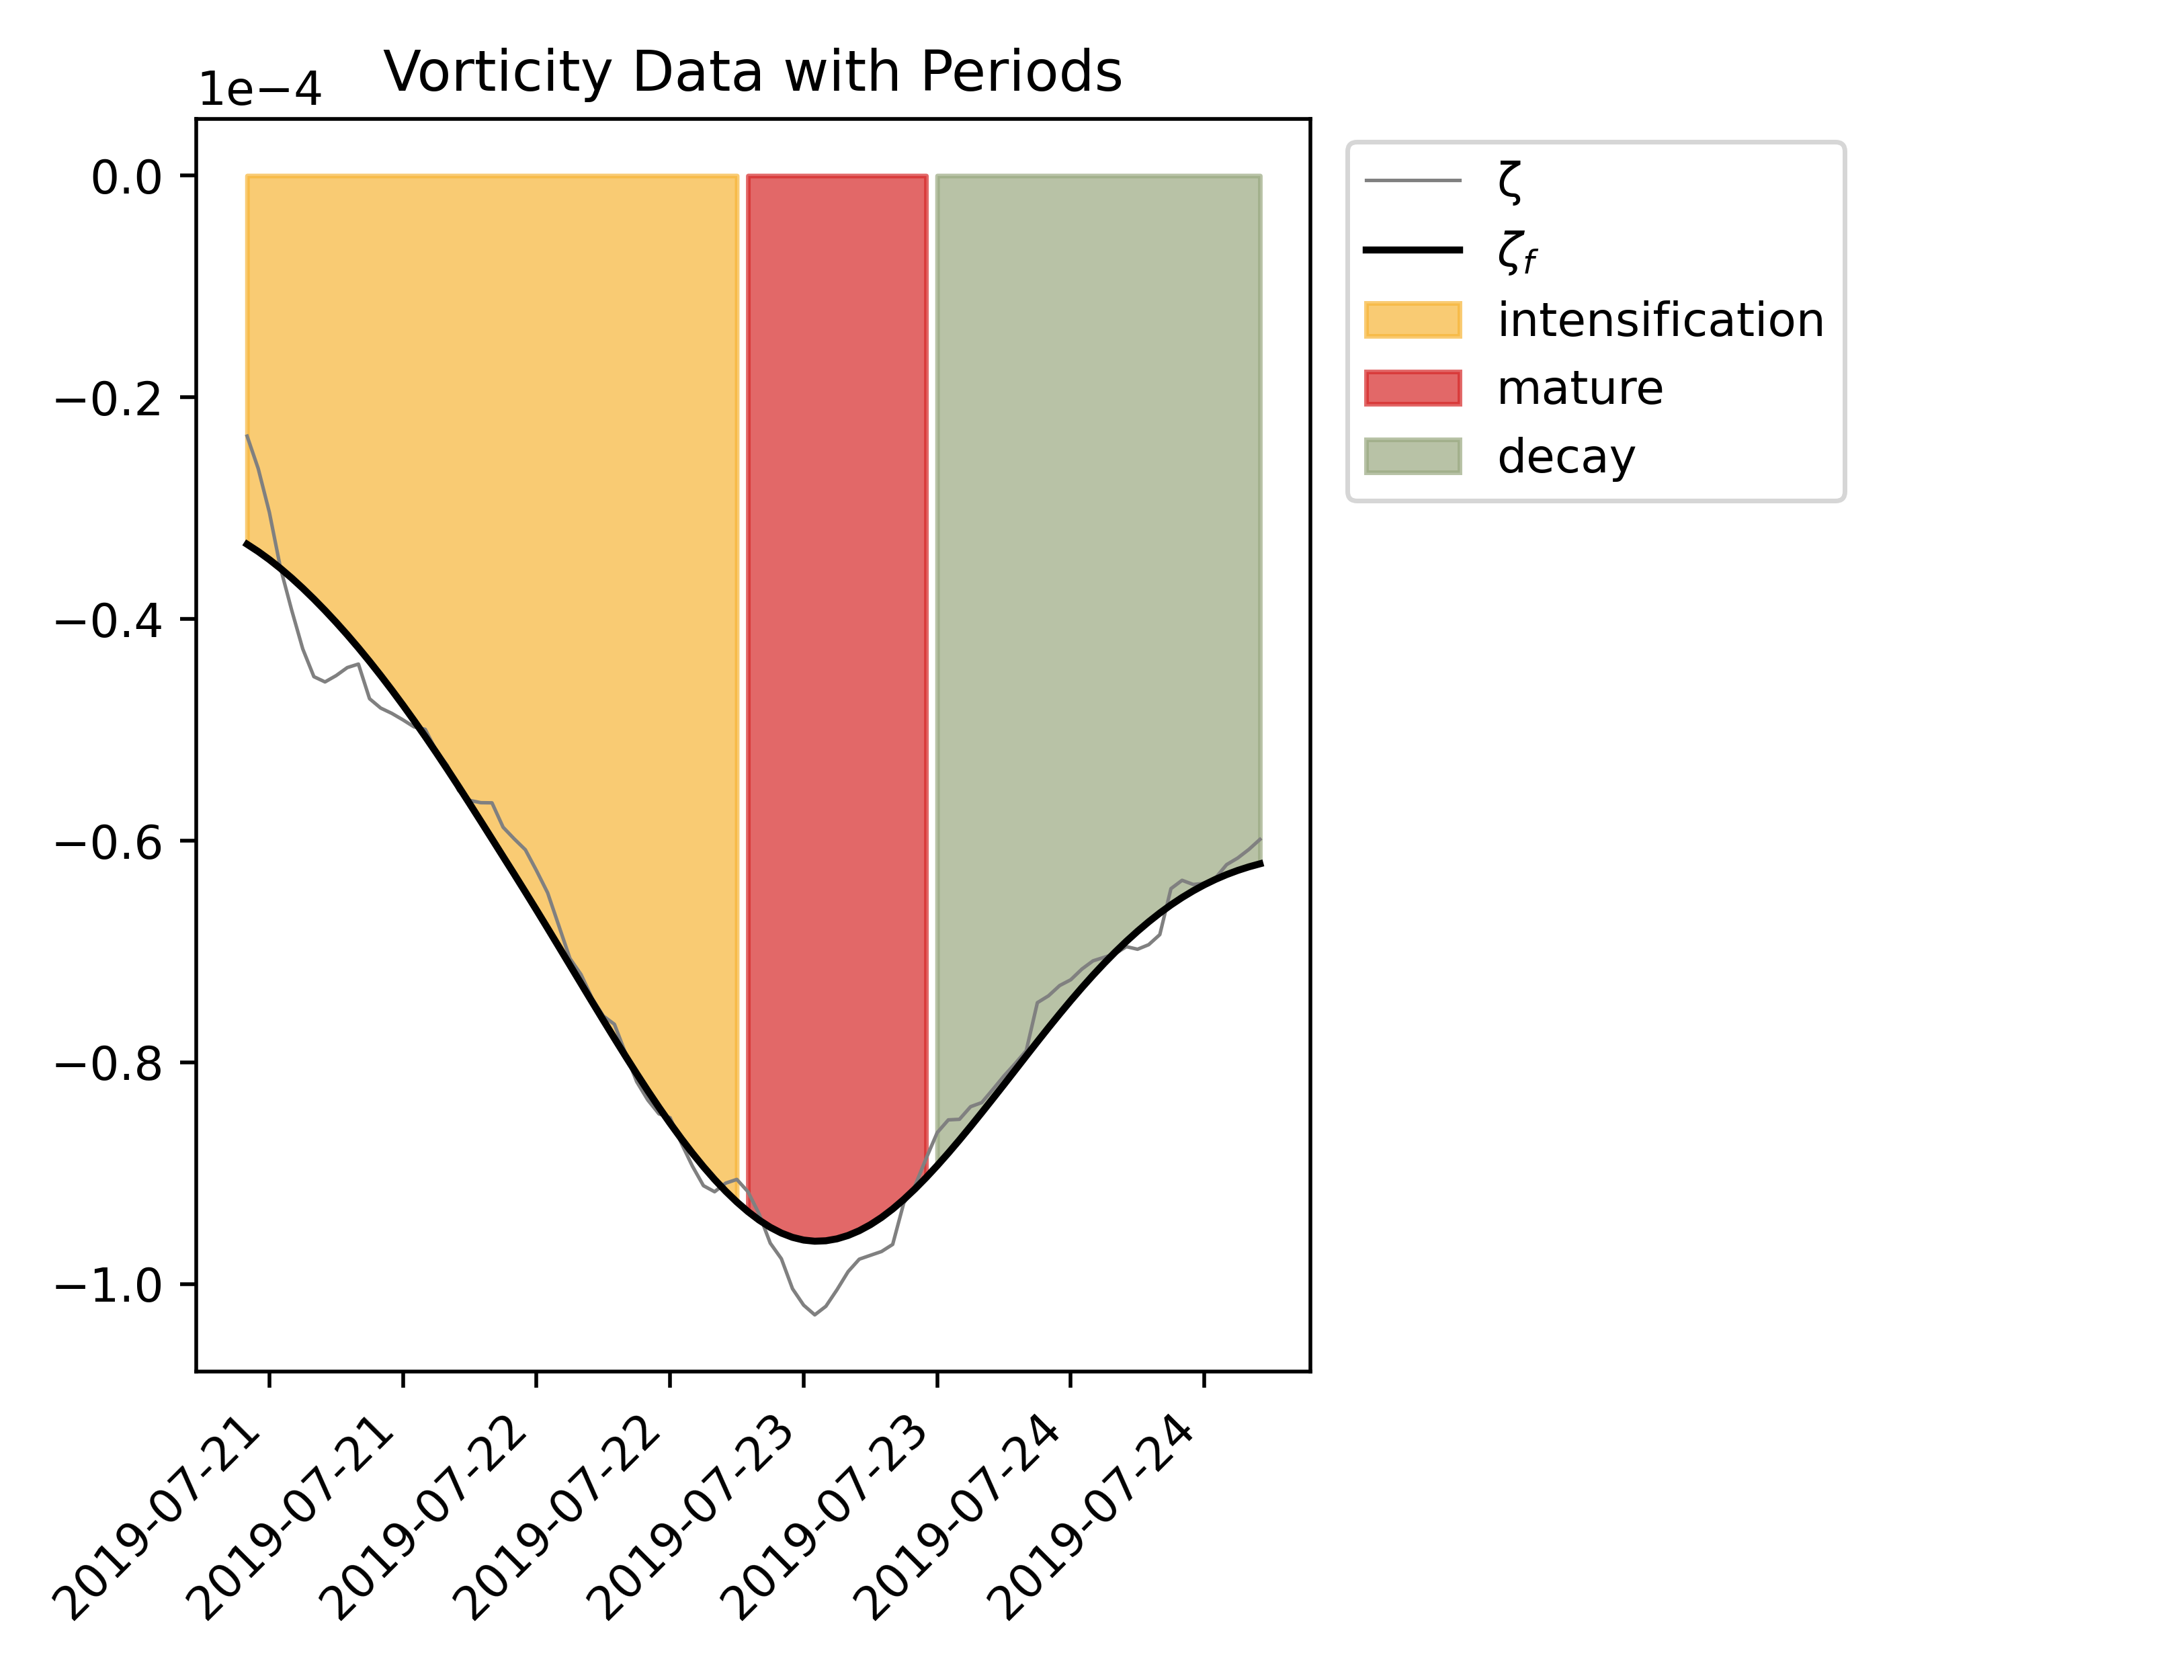 Vorticity Data with Periods
1e−4
0.0
−0.2
−0.4
−0.6
−0.8
−1.0
2019-07-21
2019-07-21
2019-07-22
2019-07-22
2019-07-23
2019-07-23
2019-07-24
2019-07-24
ζ
ζf
intensification
mature
decay